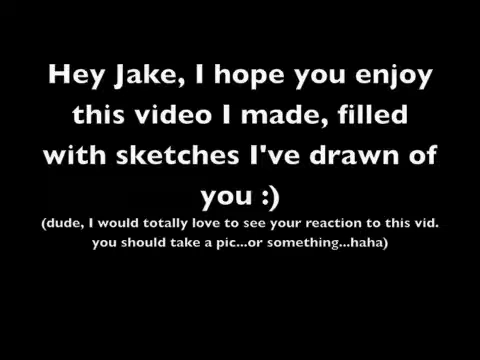 Hey Jake, I hope you enjoy
this video I made, filled
with sketches I've drawn of
you :)
(dude, I would totally love to see your reaction to this vid.
you should take a pic...or something...haha)